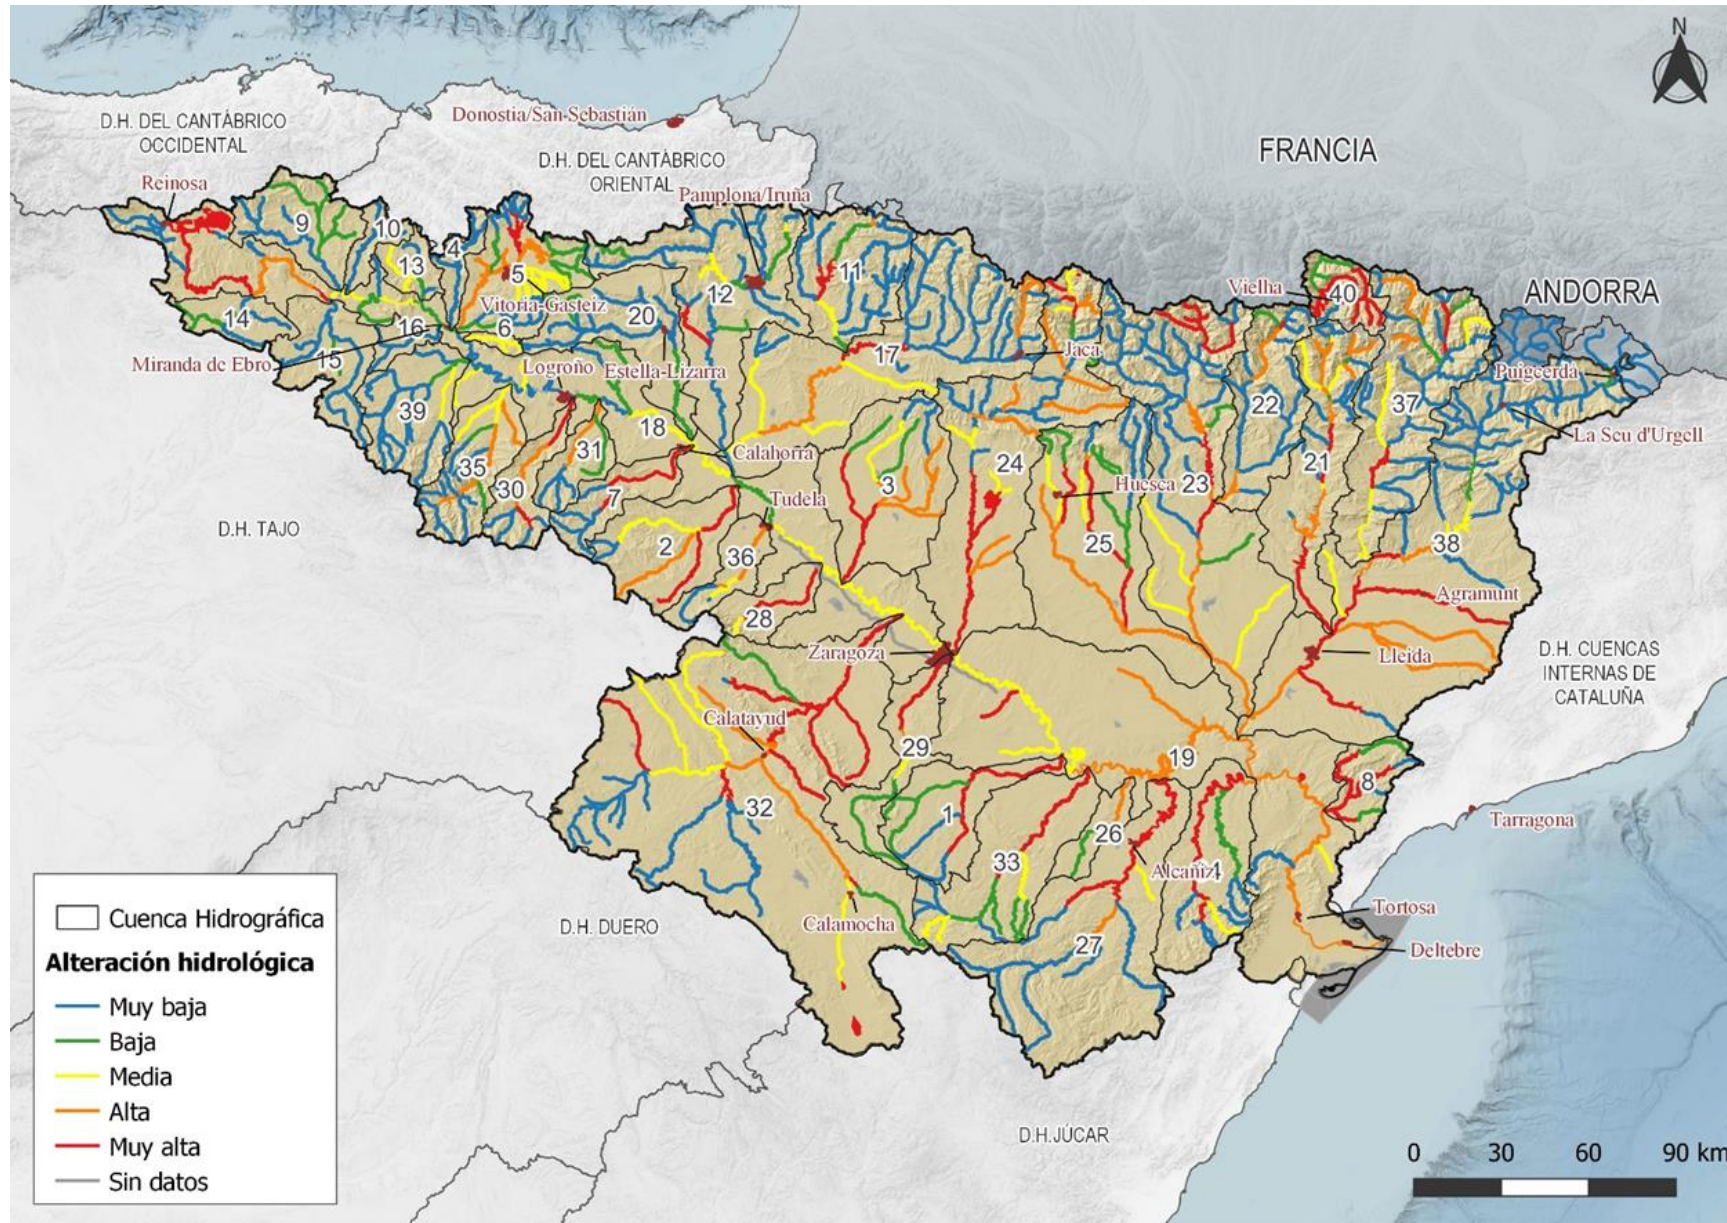 N
D.H. DEL CANTÁBRICO
OCCIDENTAL
Donostia/San Sebastián
D.H. DEL CANTÁBRICO
ORIENTAL
FRANCIA
Reinosa
Pamplona/Iruña
9
10
4
13
5
11
Vielha
40
ANDORRA
14
16
6
Vitoria-Gasteiz
20
12
Miranda de Ebro
15
Logroño
Estella-Lizarra
17
Jaca
Puigcerda
39
18
22
37
La Seu d'Urgell
31
Calahorra
35
30
7
Tudela
3
24
Huesca
23
21
D.H. TAJO
2
36
25
38
28
Agramunt
Zaragoza
Lleida
D.H. CUENCAS
INTERNAS DE
CATALUÑA
Calatayud
29
19
8
32
1
26
Tarragona
33
Alcañiz
Calamocha
D.H. DUERO
27
Tortosa
Deltebre
D.H.JÚCAR
Cuenca Hidrográfica
Alteración hidrológica
Muy baja
Baja
Media
Alta
Muy alta
Sin datos
0 30 60 90 km